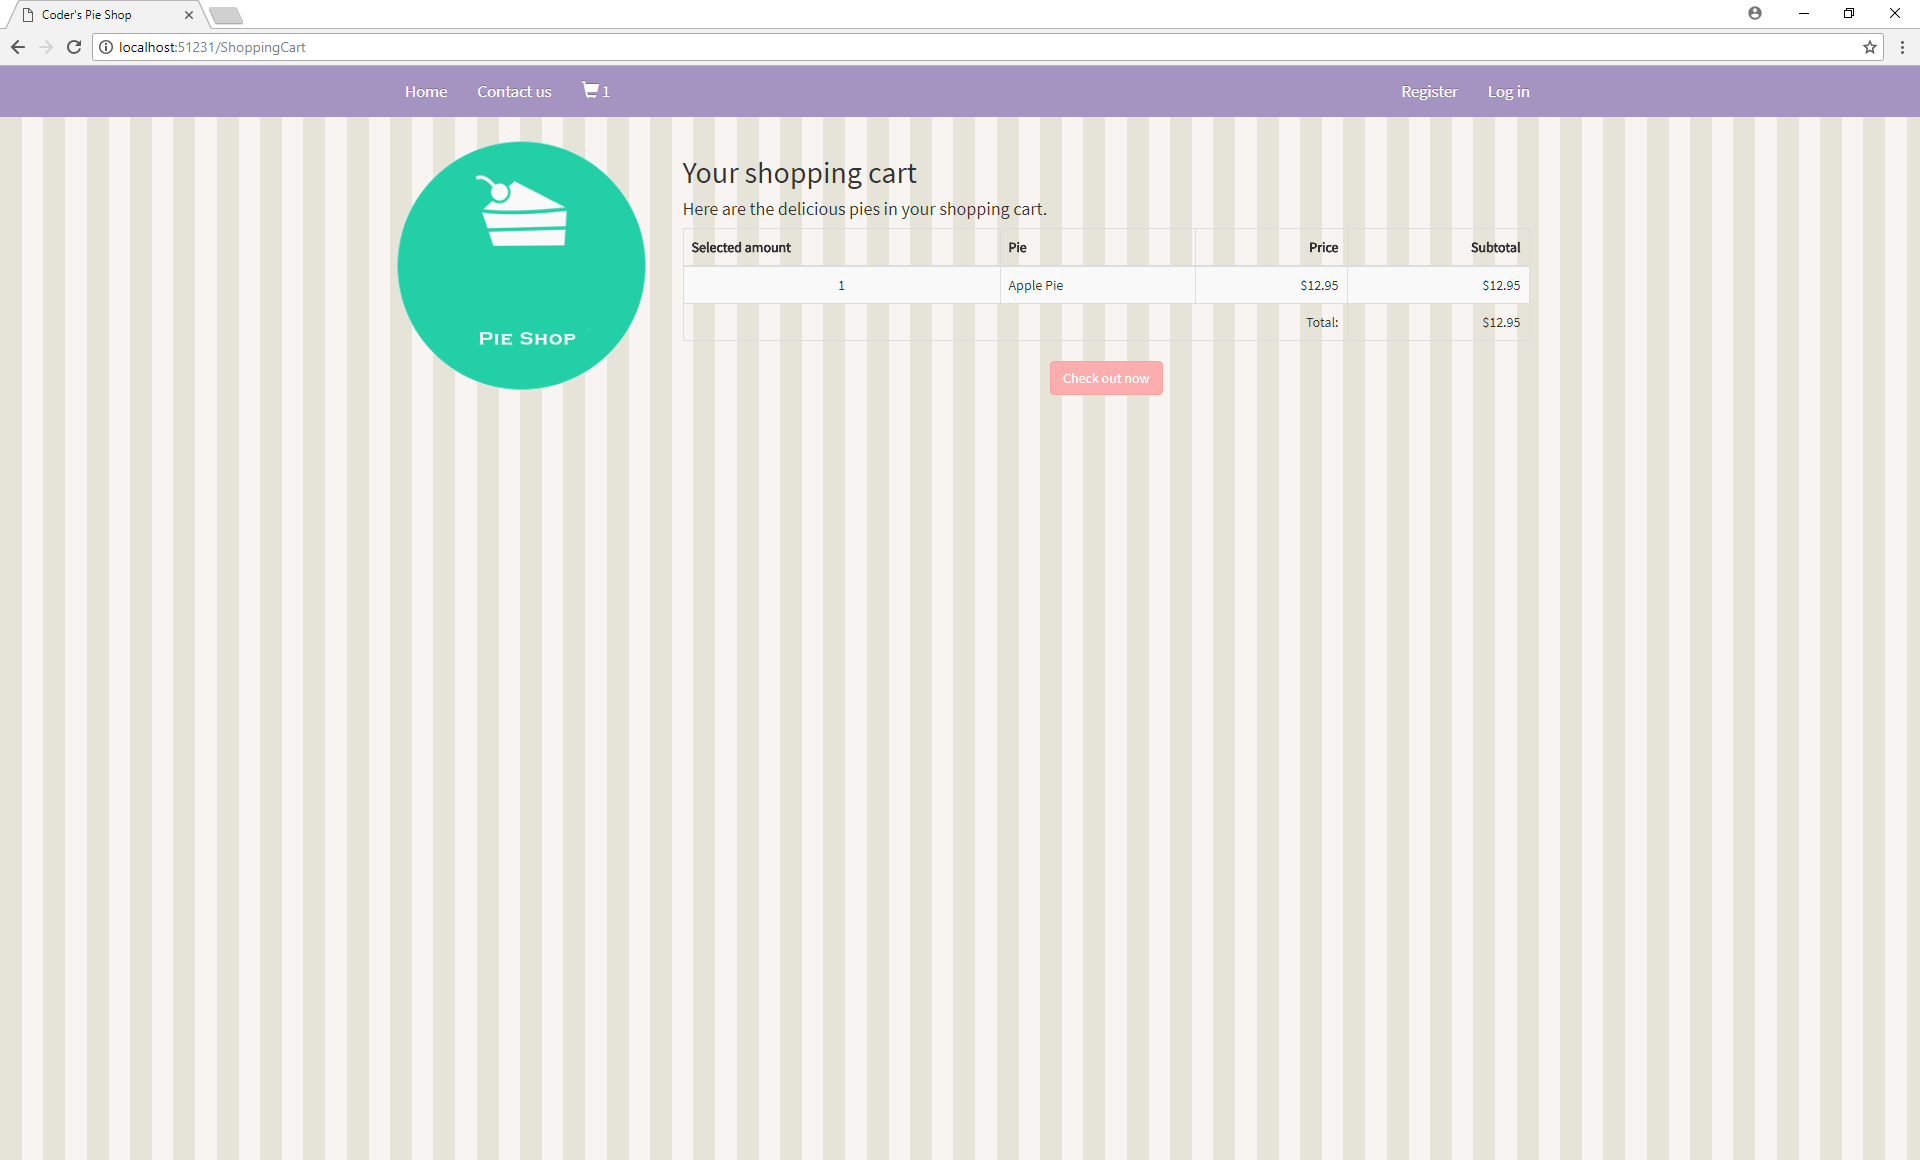 Coder's Pie Shop
localhost:51231/ShoppingCart
Home Contact us 1 Register Log in
PIE SHOP
Your shopping cart
Here are the delicious pies in your shopping cart.
Selected amount Pie Price Subtotal
1 Apple Pie $12.95 $12.95
Total: $12.95
Check out now